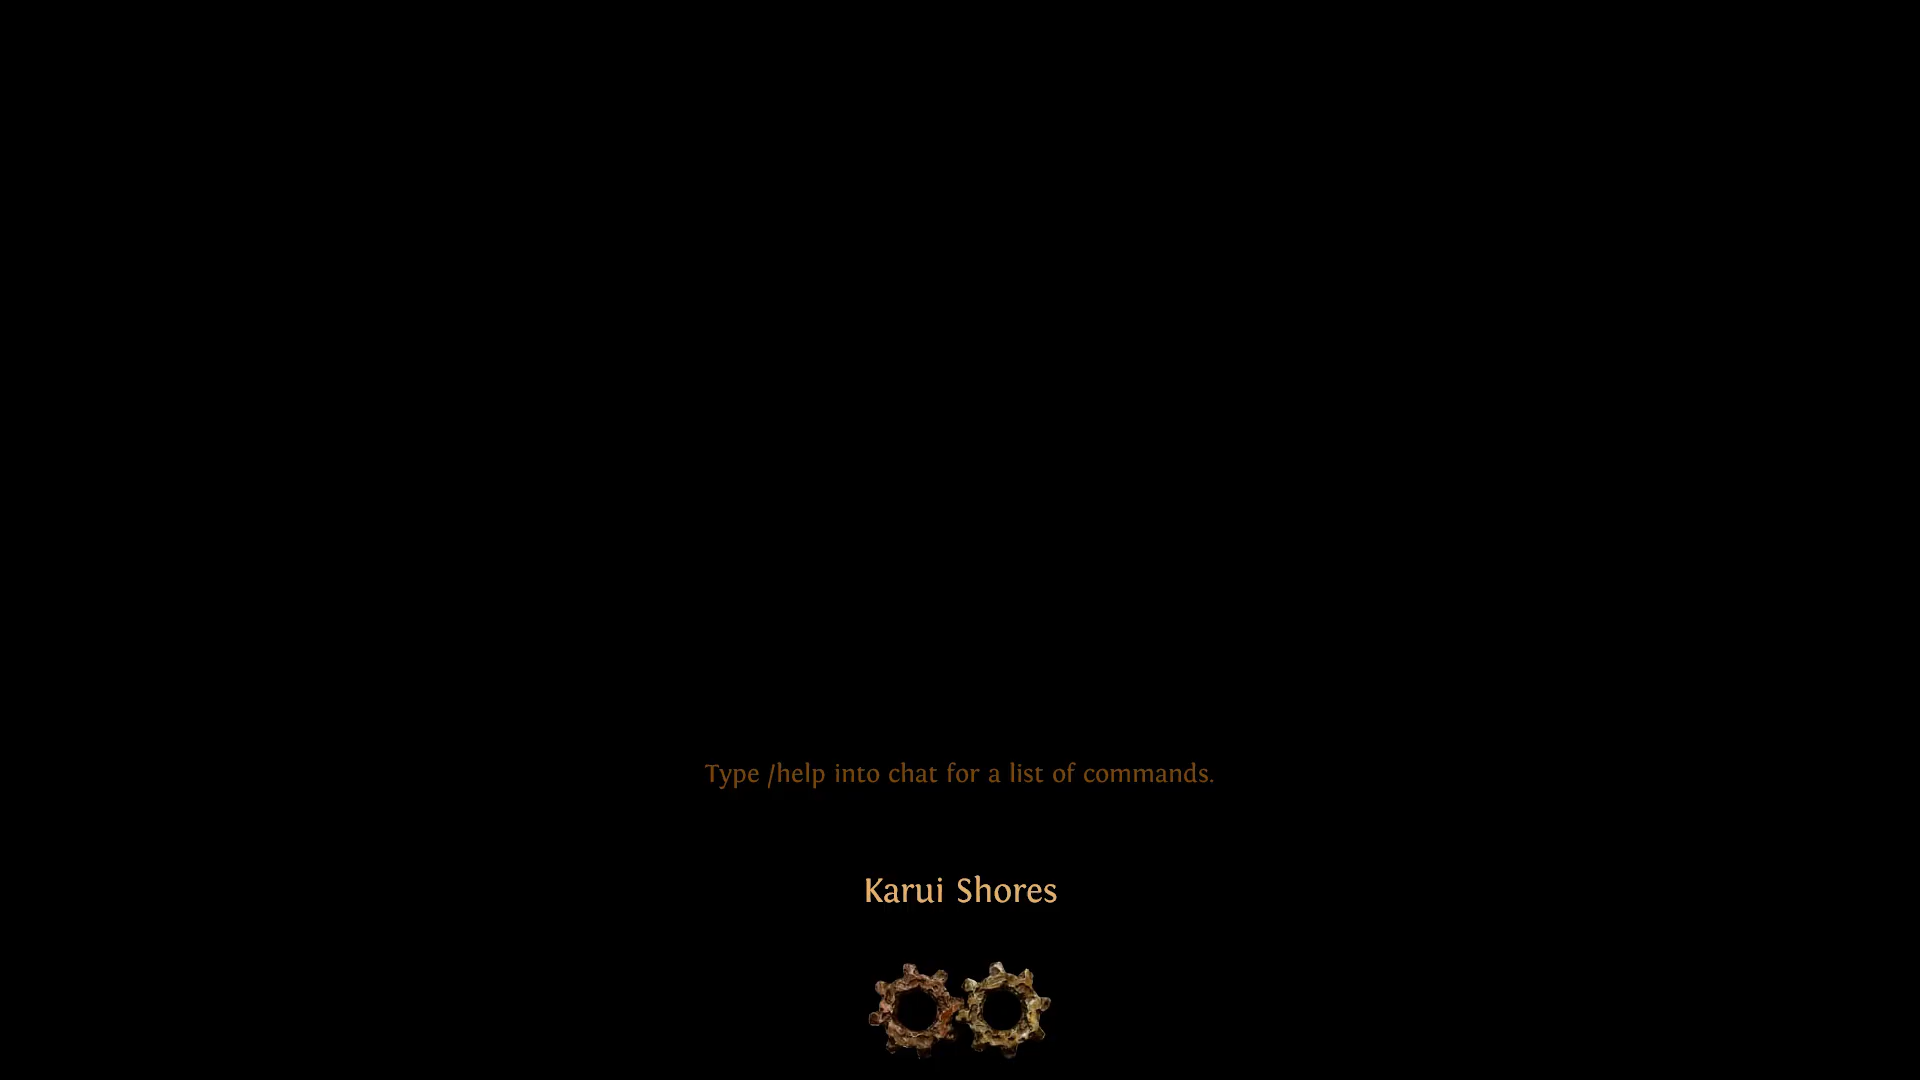 Type /help into chat for a list of commands.
Karui Shores